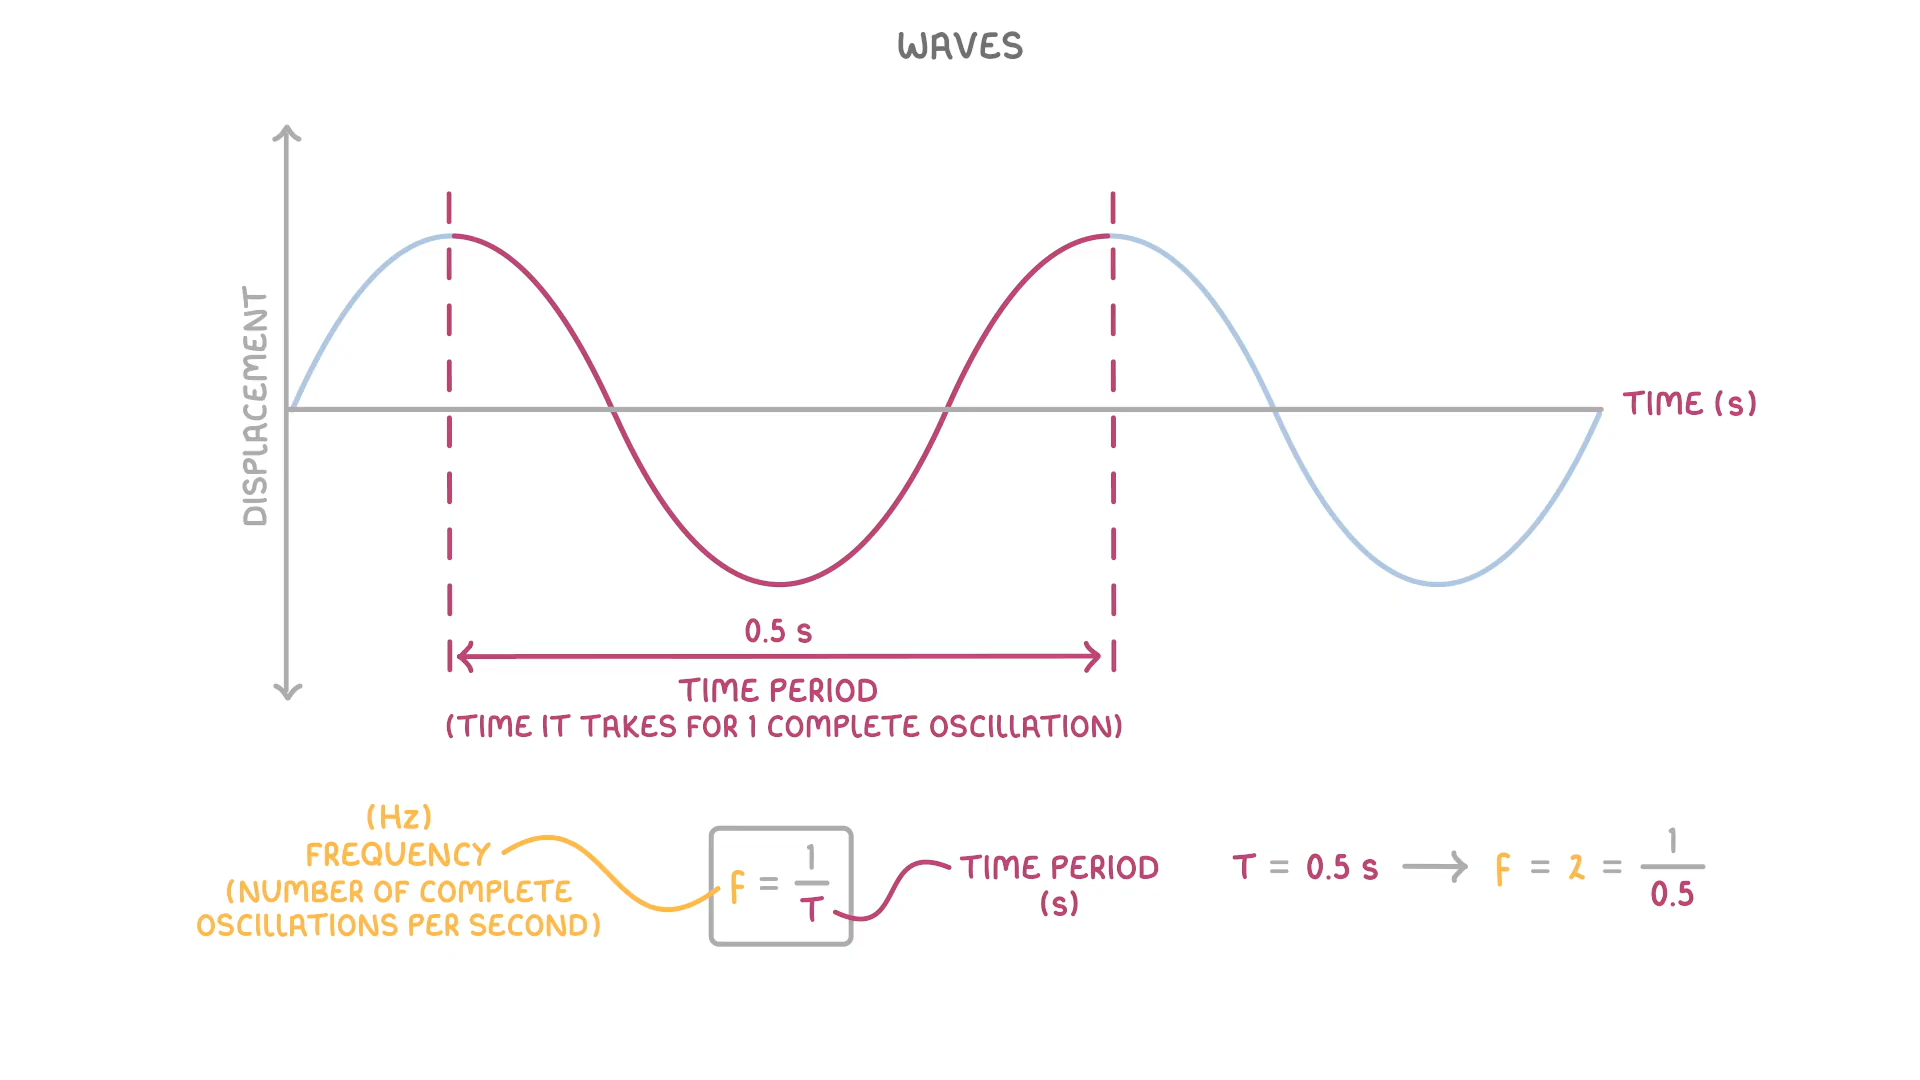 WAVES
DISPLACEMENT
TIME (s)
0.5 s
TIME PERIOD
(TIME IT TAKES FOR 1 COMPLETE OSCILLATION)
(Hz)
FREQUENCY
(NUMBER OF COMPLETE
OSCILLATIONS PER SECOND)
F = 1/T
TIME PERIOD
(s)
T = 0.5 s → F = 2 = 1/0.5